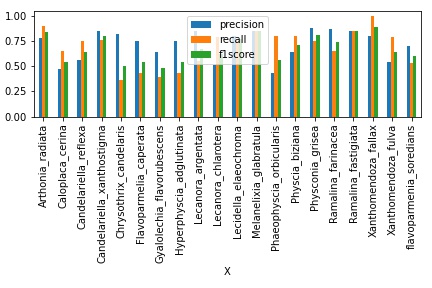 1.00
0.75
0.50
0.25
0.00
precision
recall
f1score
Arthonia_radiata
Caloplaca_cerina
Candelariella_reflexa
Candelariella_xanthostigma
Chrysothrix_candelaris
Flavoparmelia_caperata
Gyalolechia_flavorubescens
Hyperphyscia_adglutinata
Lecanora_argentata
Lecanora_chlarotera
Lecidella_elaeochroma
Melanelixia_glabratula
Phaeophyscia_orbicularis
Physcia_biziana
Physconia_grisea
Ramalina_farinacea
Ramalina_fastigiata
Xanthomendoza_fallax
Xanthomendoza_fulva
flavoparmenia_soredians
X